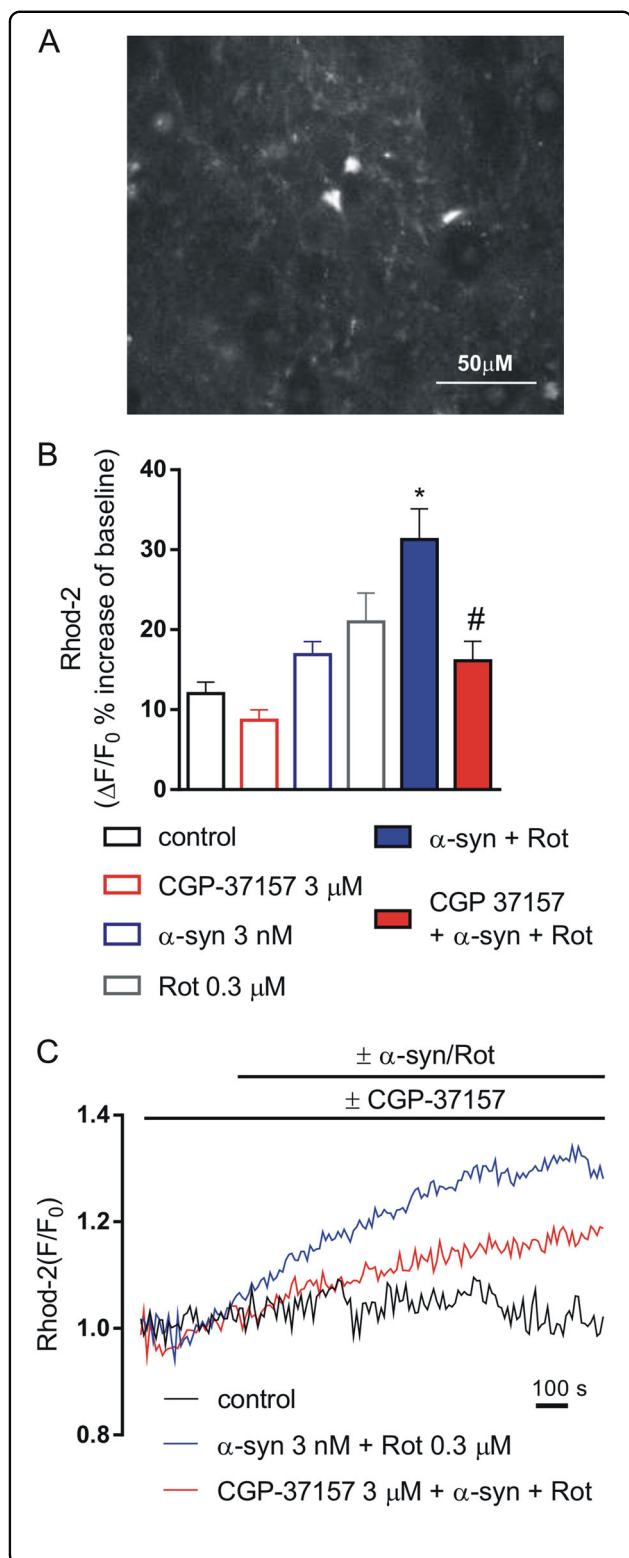 A
50μM
B
Rhod-2
(ΔF/F₀ % increase of baseline)
40
30
20
10
0
*
#
control
CGP-37157 3 μM
α-syn 3 nM
Rot 0.3 μM
α-syn + Rot
CGP 37157
+ α-syn + Rot
C
± α-syn/Rot
± CGP-37157
Rhod-2(F/F₀)
1.4
1.2
1.0
0.8
100 s
control
α-syn 3 nM + Rot 0.3 μM
CGP-37157 3 μM + α-syn + Rot